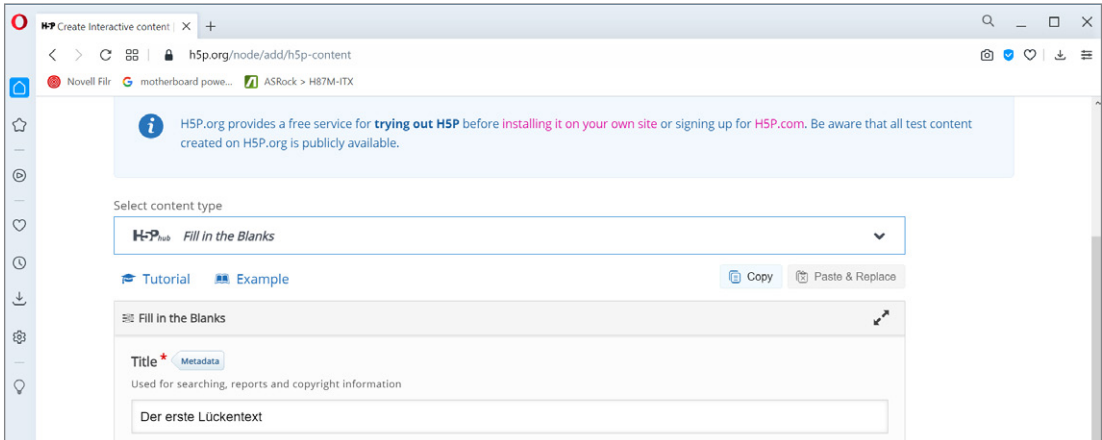 H-P Create Interactive content |
h5p.org/node/add/h5p-content
Novell Filr motherboard powe... ASRock > H87M-ITX
H5P.org provides a free service for trying out H5P before installing it on your own site or signing up for H5P.com. Be aware that all test content
created on H5P.org is publicly available.
Select content type
H5Phub Fill in the Blanks
Tutorial Example Copy Paste & Replace
Fill in the Blanks
Title * Metadata
Used for searching, reports and copyright information
Der erste Lückentext